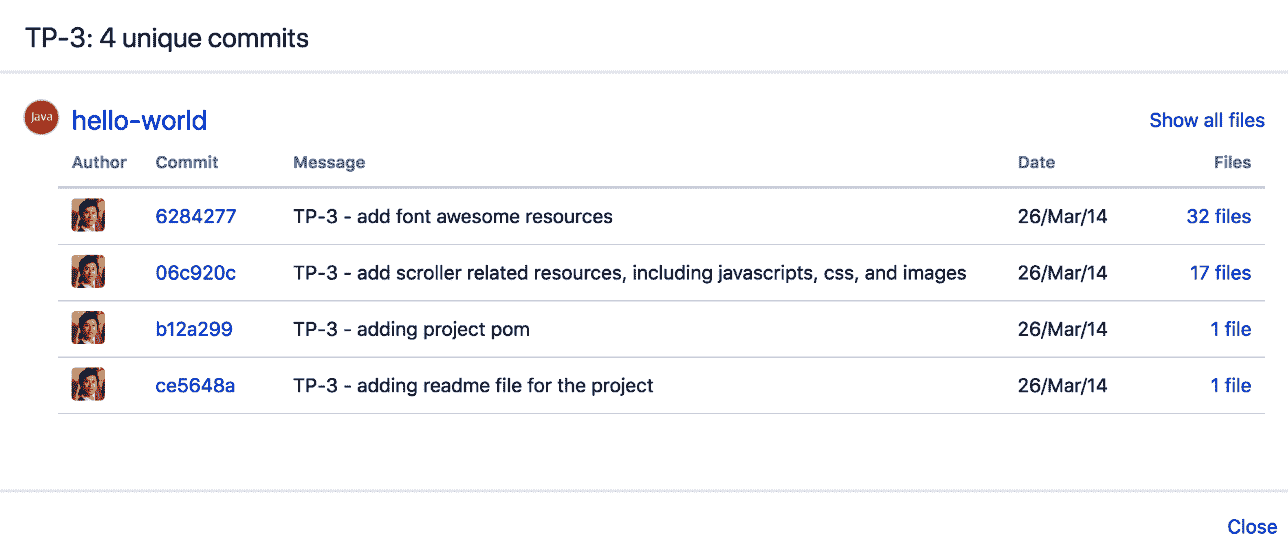 TP-3: 4 unique commits
Java hello-world Show all files
Author Commit Message Date Files
6284277 TP-3 - add font awesome resources 26/Mar/14 32 files
06c920c TP-3 - add scroller related resources, including javascripts, css, and images 26/Mar/14 17 files
b12a299 TP-3 - adding project pom 26/Mar/14 1 file
ce5648a TP-3 - adding readme file for the project 26/Mar/14 1 file
Close